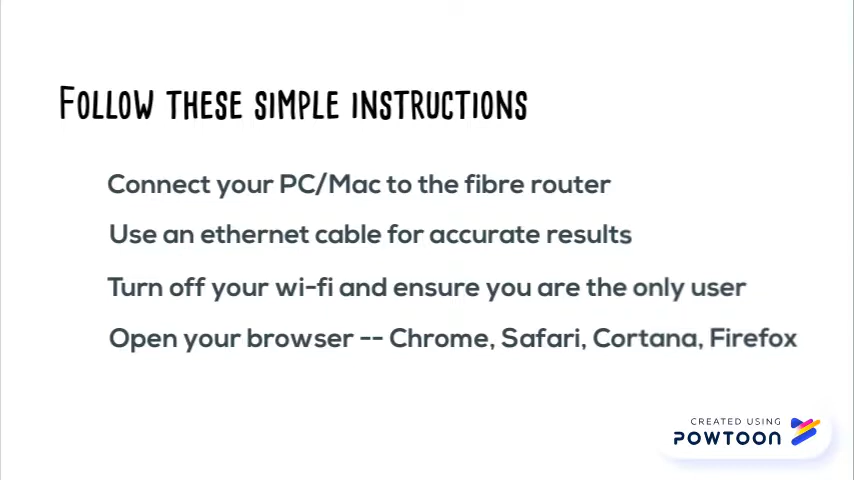 Follow these simple instructions
Connect your PC/Mac to the fibre router
Use an ethernet cable for accurate results
Turn off your wi-fi and ensure you are the only user
Open your browser -- Chrome, Safari, Cortana, Firefox
CREATED USING
POWTOON